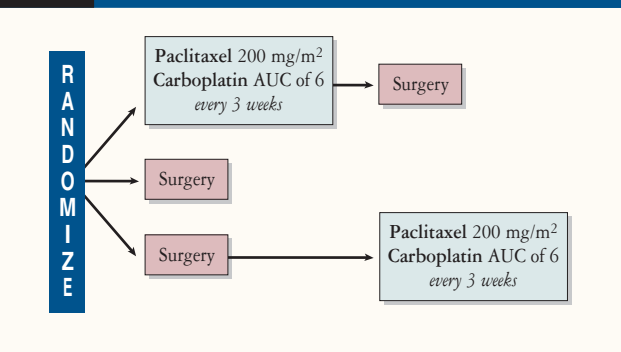 RANDOMIZE
Paclitaxel 200 mg/m²
Carboplatin AUC of 6
every 3 weeks
Surgery
Surgery
Surgery
Paclitaxel 200 mg/m²
Carboplatin AUC of 6
every 3 weeks